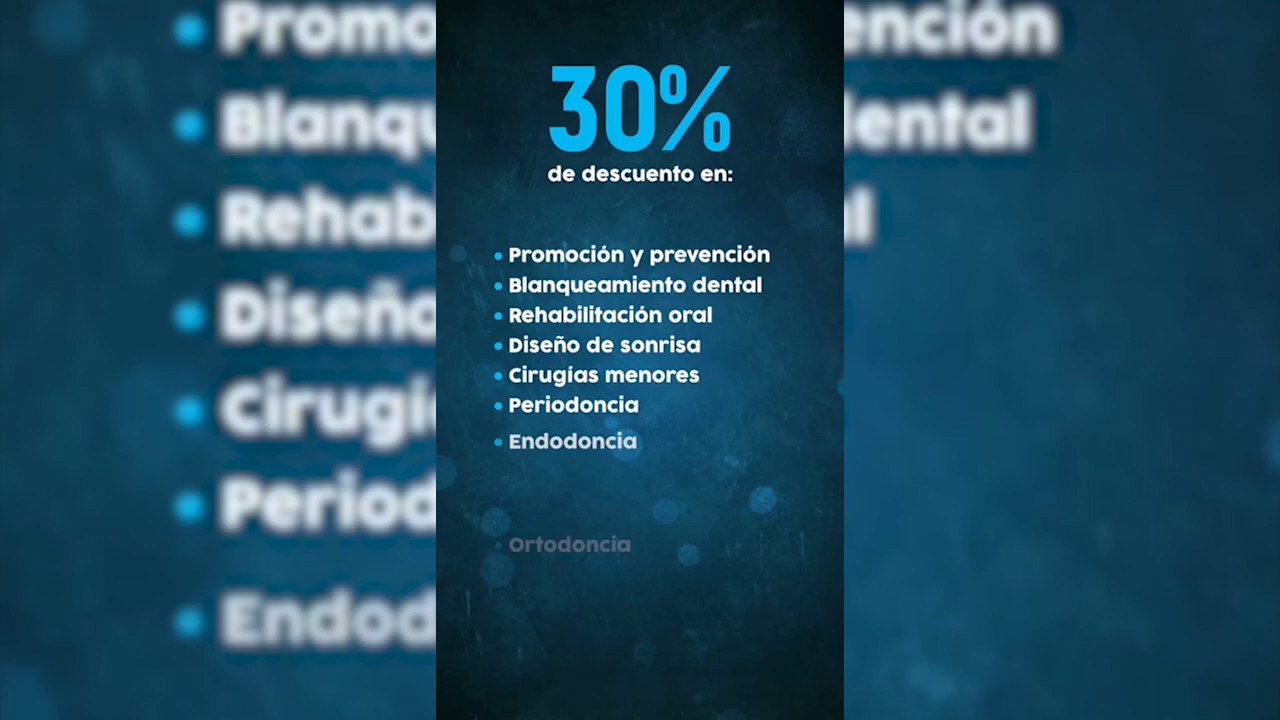 30%
de descuento en:
• Promoción y prevención
• Blanqueamiento dental
• Rehabilitación oral
• Diseño de sonrisa
• Cirugías menores
• Periodoncia
• Endodoncia
• Ortodoncia